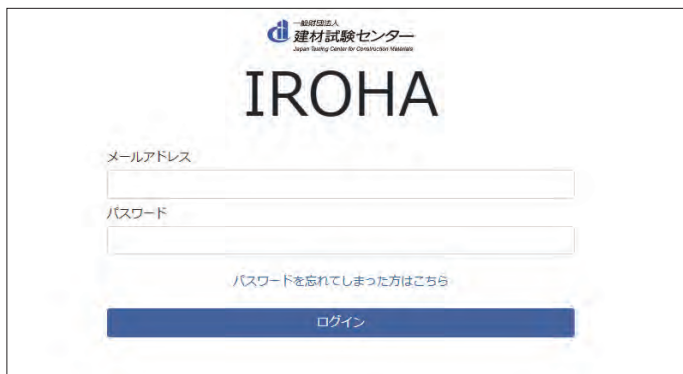 一般財団法人
建材試験センター
Japan Testing Center for Construction Materials
IROHA
メールアドレス
パスワード
パスワードを忘れてしまった方はこちら
ログイン